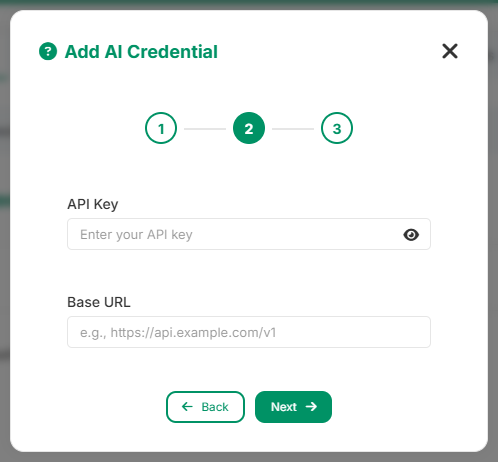 ? Add AI Credential
1 2 3
API Key
Enter your API key
Base URL
e.g., https://api.example.com/v1
Back Next